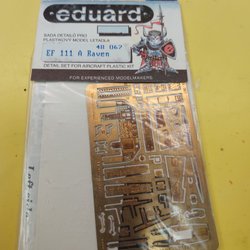 eduard
SADA DETAILŮ PRO
PLASTIKOVÝ MODEL LETADLA
48 067
EF 111 A Raven
DETAIL SET FOR AIRCRAFT PLASTIC KIT
FOR EXPERIENCED MODELMAKERS